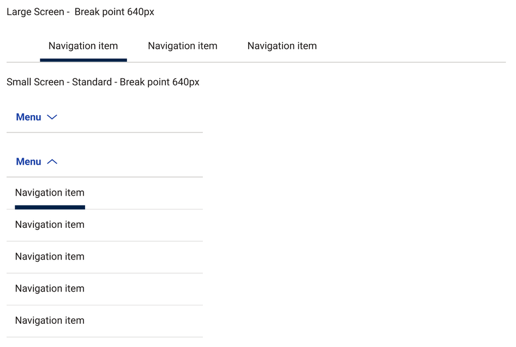 Large Screen -  Break point 640px
Navigation item Navigation item Navigation item
Small Screen - Standard - Break point 640px
Menu
Menu
Navigation item
Navigation item
Navigation item
Navigation item
Navigation item